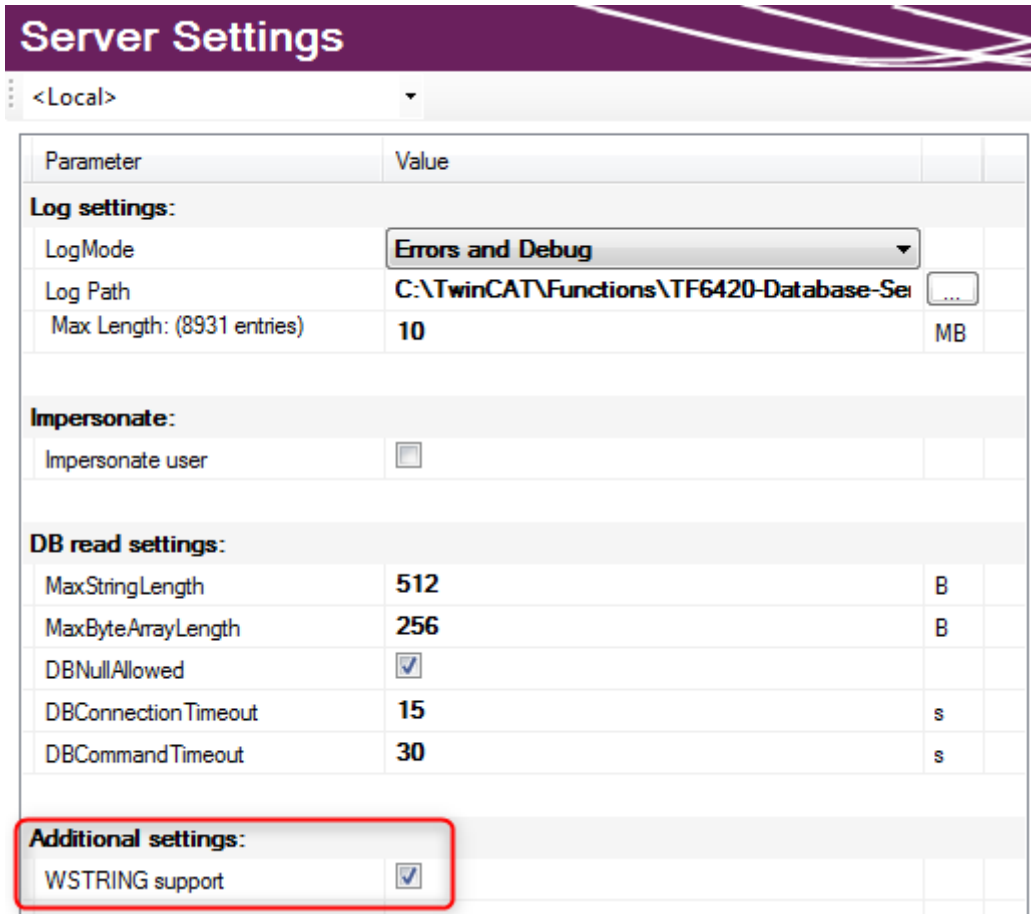 Server Settings
<Local>
Parameter Value
Log settings:
LogMode Errors and Debug
Log Path C:\TwinCAT\Functions\TF6420-Database-Ser ...
Max Length: (8931 entries) 10 MB
Impersonate:
Impersonate user
DB read settings:
MaxStringLength 512 B
MaxByteArrayLength 256 B
DBNullAllowed
DBConnectionTimeout 15 s
DBCommandTimeout 30 s
Additional settings:
WSTRING support